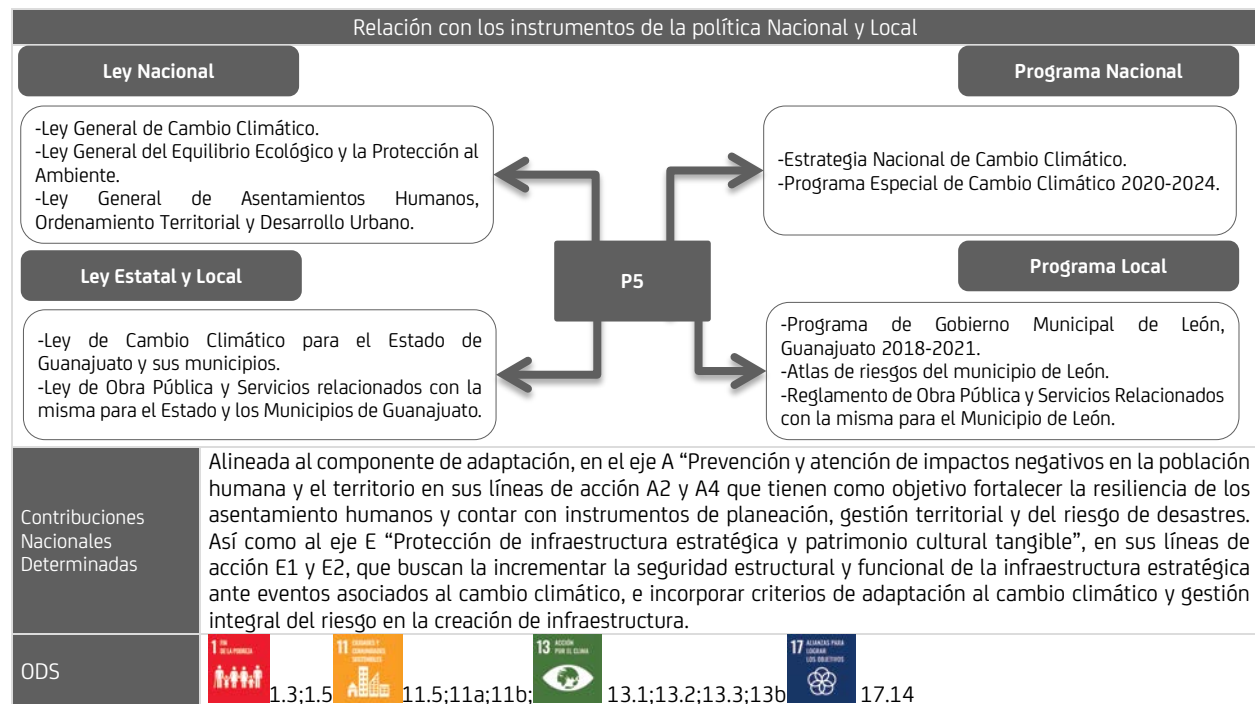 Relación con los instrumentos de la política Nacional y Local
Ley Nacional
-Ley General de Cambio Climático.
-Ley General del Equilibrio Ecológico y la Protección al
Ambiente.
-Ley General de Asentamientos Humanos,
Ordenamiento Territorial y Desarrollo Urbano.
Programa Nacional
-Estrategia Nacional de Cambio Climático.
-Programa Especial de Cambio Climático 2020-2024.
P5
Ley Estatal y Local
-Ley de Cambio Climático para el Estado de
Guanajuato y sus municipios.
-Ley de Obra Pública y Servicios relacionados con la
misma para el Estado y los Municipios de Guanajuato.
Programa Local
-Programa de Gobierno Municipal de León,
Guanajuato 2018-2021.
-Atlas de riesgos del municipio de León.
-Reglamento de Obra Pública y Servicios Relacionados
con la misma para el Municipio de León.
Contribuciones
Nacionales
Determinadas
Alineada al componente de adaptación, en el eje A “Prevención y atención de impactos negativos en la población
humana y el territorio en sus líneas de acción A2 y A4 que tienen como objetivo fortalecer la resiliencia de los
asentamiento humanos y contar con instrumentos de planeación, gestión territorial y del riesgo de desastres.
Así como al eje E “Protección de infraestructura estratégica y patrimonio cultural tangible”, en sus líneas de
acción E1 y E2, que buscan la incrementar la seguridad estructural y funcional de la infraestructura estratégica
ante eventos asociados al cambio climático, e incorporar criterios de adaptación al cambio climático y gestión
integral del riesgo en la creación de infraestructura.
ODS
1 FIN
DE LA POBREZA
1.3;1.5
11 CIUDADES Y
COMUNIDADES
SOSTENIBLES
11.5;11a;11b;
13 ACCIÓN
POR EL CLIMA
13.1;13.2;13.3;13b
17 ALIANZAS PARA
LOGRAR
LOS OBJETIVOS
17.14